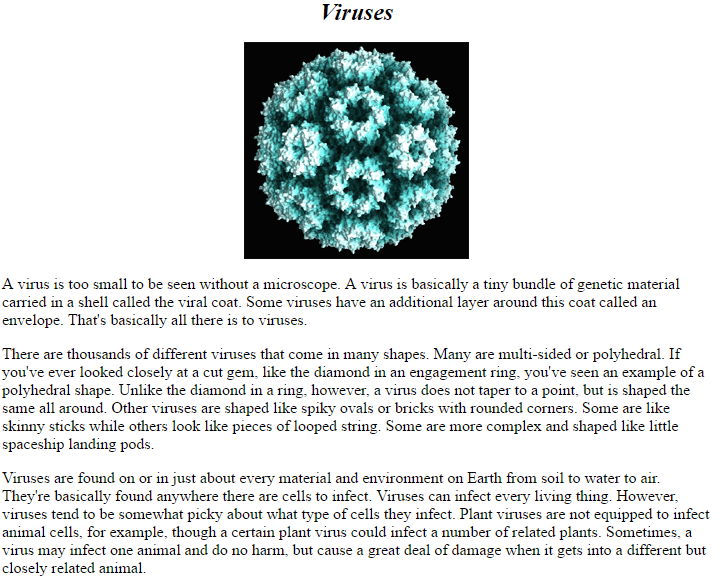 Viruses
A virus is too small to be seen without a microscope. A virus is basically a tiny bundle of genetic material
carried in a shell called the viral coat. Some viruses have an additional layer around this coat called an
envelope. That's basically all there is to viruses.
There are thousands of different viruses that come in many shapes. Many are multi-sided or polyhedral. If
you've ever looked closely at a cut gem, like the diamond in an engagement ring, you've seen an example of a
polyhedral shape. Unlike the diamond in a ring, however, a virus does not taper to a point, but is shaped the
same all around. Other viruses are shaped like spiky ovals or bricks with rounded corners. Some are like
skinny sticks while others look like pieces of looped string. Some are more complex and shaped like little
spaceship landing pods.
Viruses are found on or in just about every material and environment on Earth from soil to water to air.
They're basically found anywhere there are cells to infect. Viruses can infect every living thing. However,
viruses tend to be somewhat picky about what type of cells they infect. Plant viruses are not equipped to infect
animal cells, for example, though a certain plant virus could infect a number of related plants. Sometimes, a
virus may infect one animal and do no harm, but cause a great deal of damage when it gets into a different but
closely related animal.